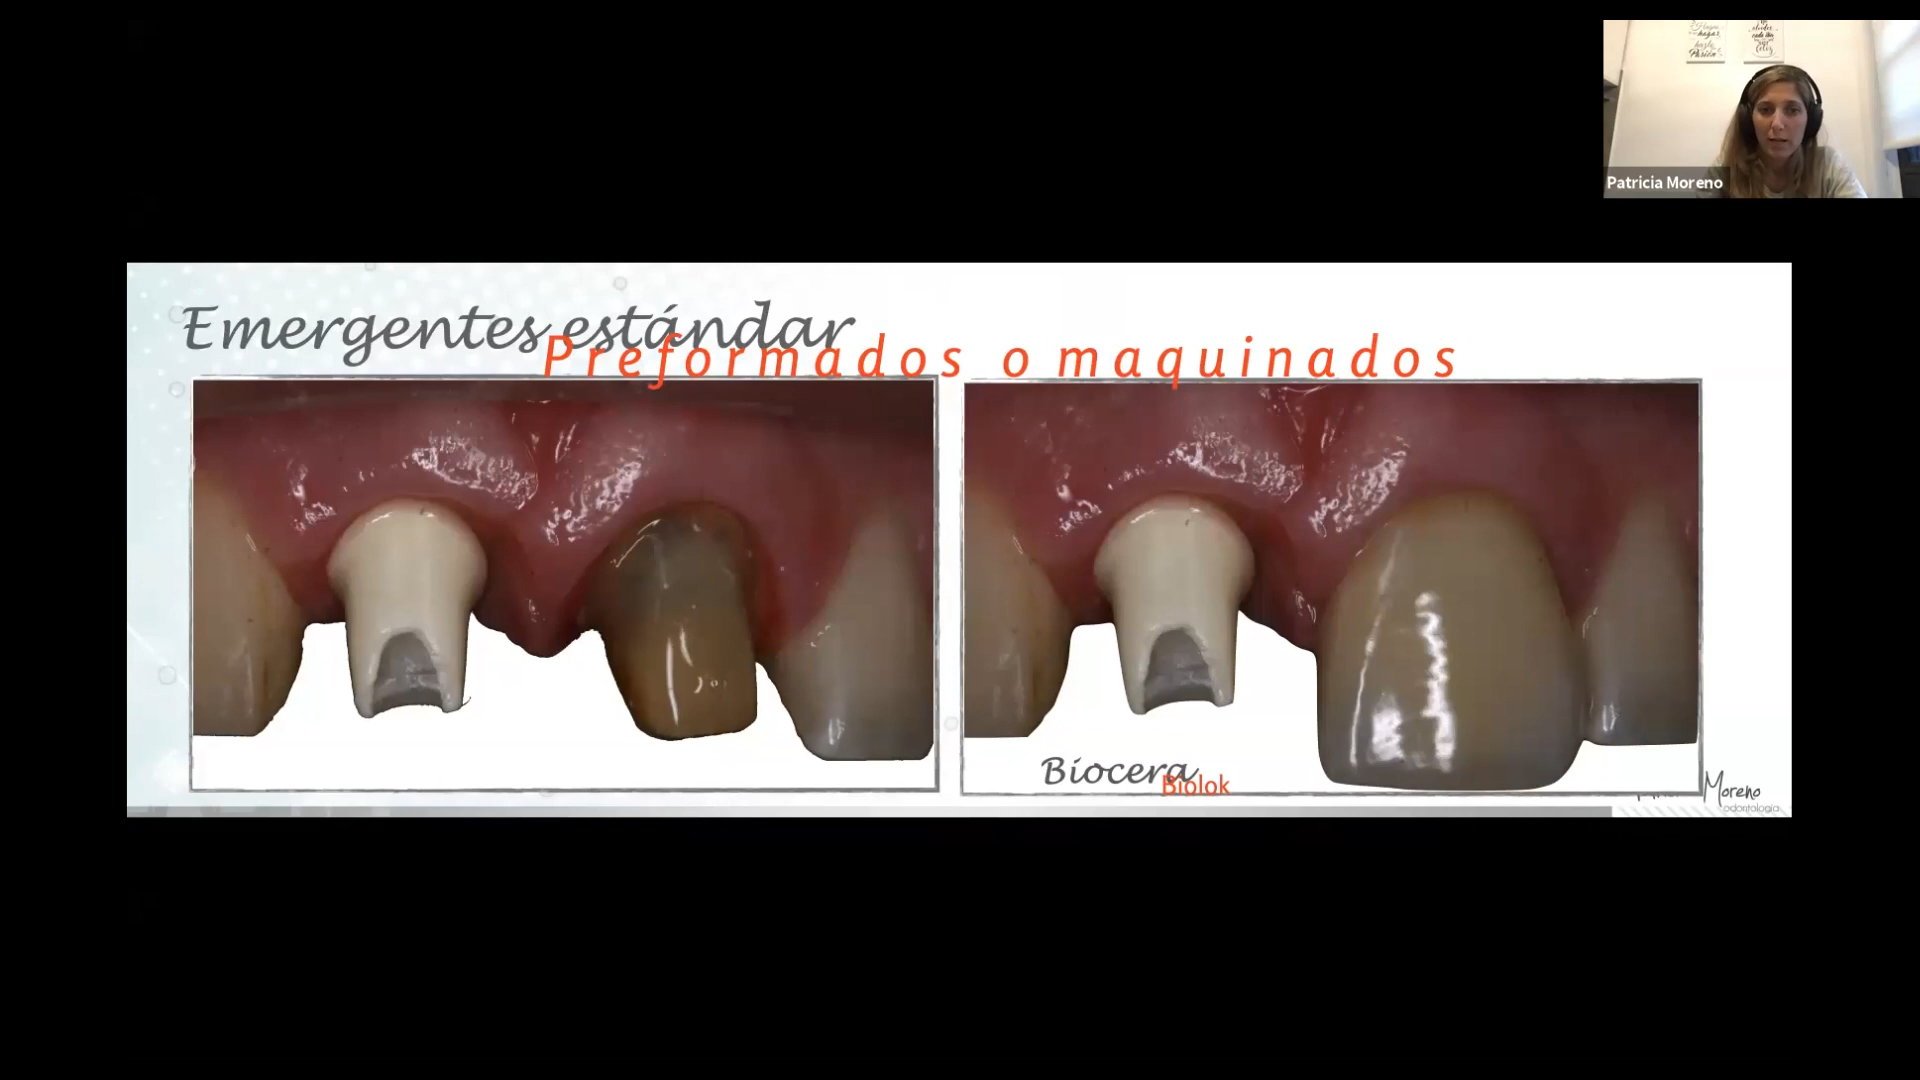 Patricia Moreno
Emergentes estándar
Preformados o maquinados
Biocera
Biolok
Moreno
odontología